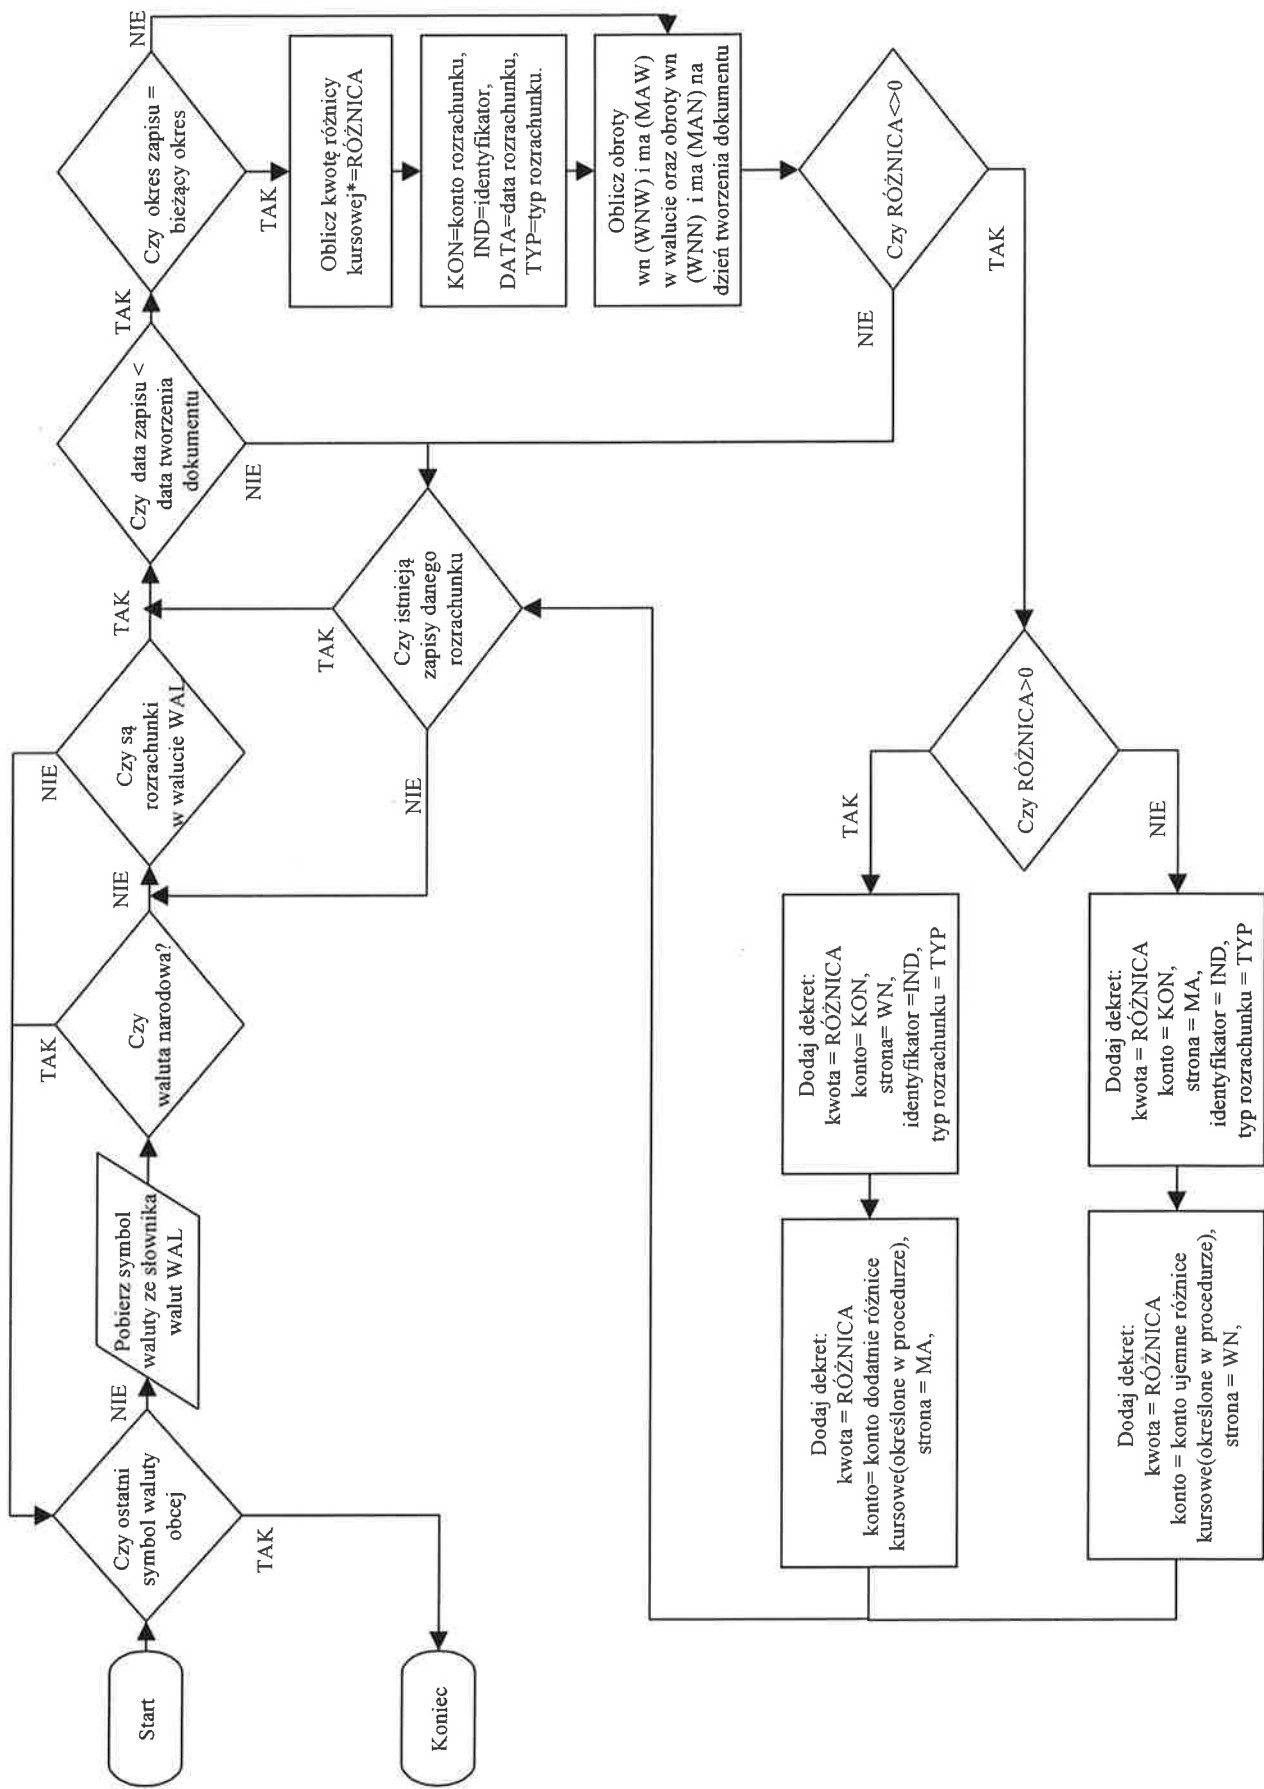 Start
Czy ostatni
symbol waluty
obcej
NIE
TAK
Koniec
Pobierz symbol
waluty ze słownika
walut WAL
Czy
waluta narodowa?
TAK
NIE
Czy są
rozrachunki
w walucie WAL
NIE
TAK
Czy data zapisu <
data tworzenia
dokumentu
TAK
NIE
Czy okres zapisu =
bieżący okres
NIE
TAK
Oblicz kwotę różnicy
kursowej*=RÓŻNICA
KON=konto rozrachunku,
IND=identyfikator,
DATA=data rozrachunku,
TYP=typ rozrachunku.
Oblicz obroty
wn (WNW) i ma (MAW)
w walucie oraz obroty wn
(WNN) i ma (MAN) na
dzień tworzenia dokumentu
Czy RÓŻNICA<>0
NIE
TAK
Czy istnieją
zapisy danego
rozrachunku
TAK
NIE
Czy RÓŻNICA>0
TAK
NIE
Dodaj dekret:
kwota = RÓŻNICA
konto= KON,
strona= WN,
identyfikator =IND,
typ rozrachunku = TYP
Dodaj dekret:
kwota = RÓŻNICA
konto= konto dodatnie różnice
kursowe(określone w procedurze),
strona = MA,
Dodaj dekret:
kwota = RÓŻNICA
konto = KON,
strona = MA,
identyfikator = IND,
typ rozrachunku = TYP
Dodaj dekret:
kwota = RÓŻNICA
konto = konto ujemne różnice
kursowe(określone w procedurze),
strona = WN,